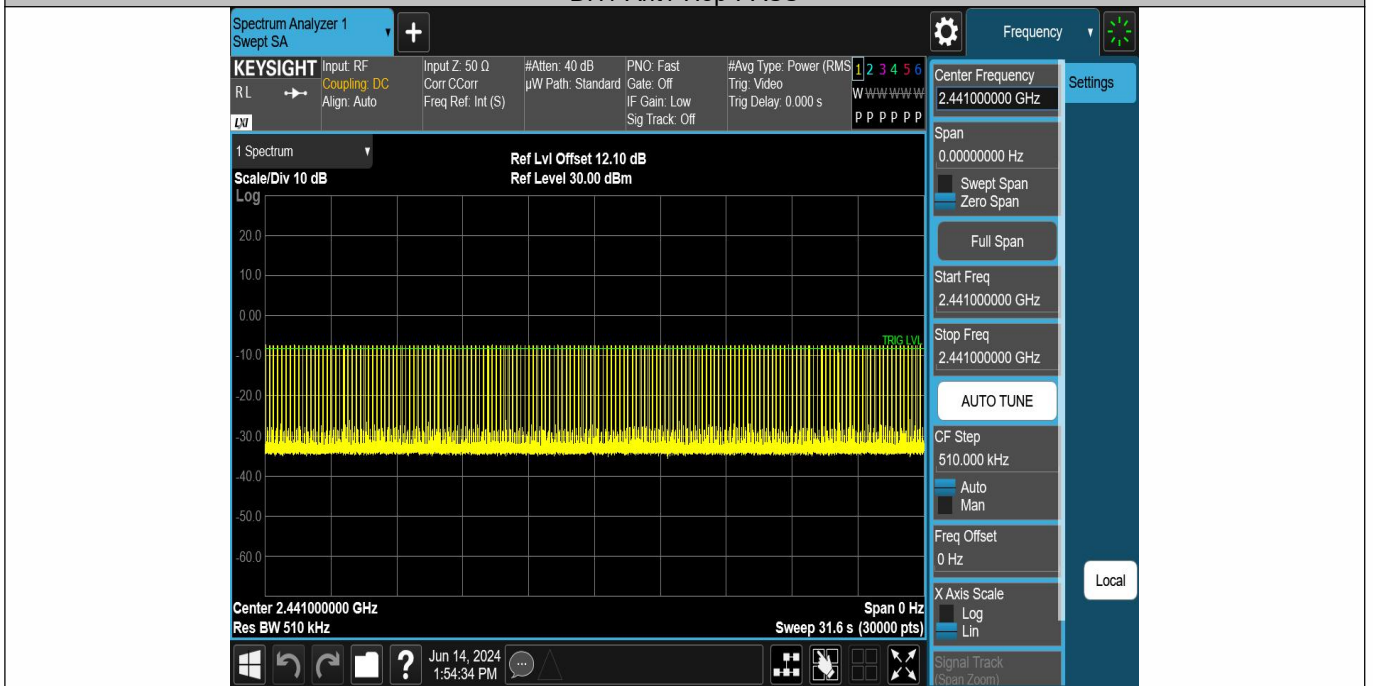 Spectrum Analyzer 1
Swept SA
Frequency
KEYSIGHT
RL
LXI
Input: RF
Coupling: DC
Align: Auto
Input Z: 50 Ω
Corr CCorr
Freq Ref: Int (S)
#Atten: 40 dB
µW Path: Standard
PNO: Fast
Gate: Off
IF Gain: Low
Sig Track: Off
#Avg Type: Power (RMS
Trig: Video
Trig Delay: 0.000 s
1 2 3 4 5 6
W W W W W W
P P P P P P
Center Frequency
2.441000000 GHz
Settings
Span
0.00000000 Hz
Swept Span
Zero Span
Full Span
Start Freq
2.441000000 GHz
Stop Freq
2.441000000 GHz
AUTO TUNE
CF Step
510.000 kHz
Auto
Man
Freq Offset
0 Hz
X Axis Scale
Log
Lin
Signal Track
(Span Zoom)
Local
1 Spectrum
Scale/Div 10 dB
Ref Lvl Offset 12.10 dB
Ref Level 30.00 dBm
Log
20.0
10.0
0.00
TRIG LVL
-10.0
-20.0
-30.0
-40.0
-50.0
-60.0
Center 2.441000000 GHz
Span 0 Hz
Res BW 510 kHz
Sweep 31.6 s (30000 pts)
Jun 14, 2024
1:54:34 PM